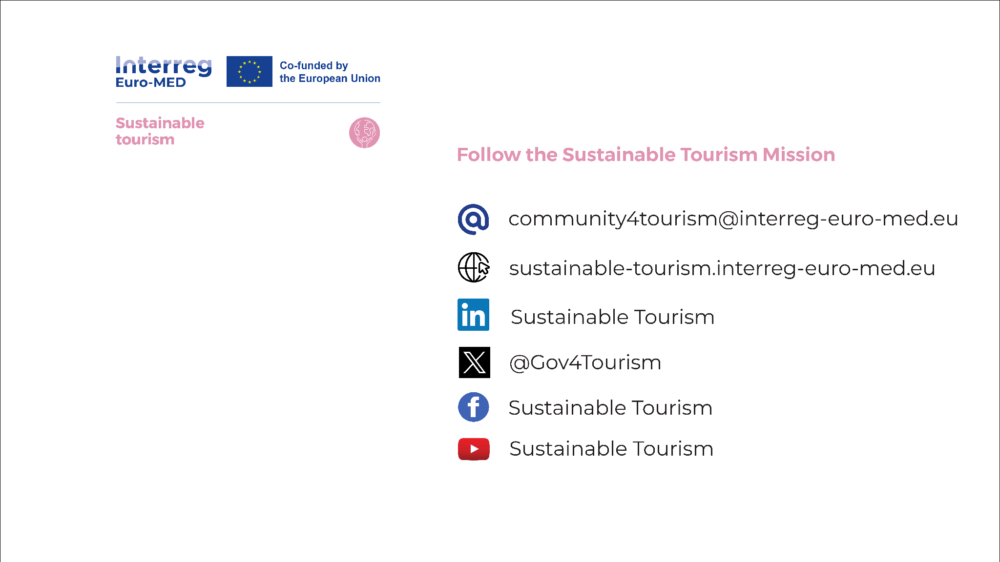 Interreg
Euro-MED
Co-funded by
the European Union
Sustainable
tourism
Follow the Sustainable Tourism Mission
community4tourism@interreg-euro-med.eu
sustainable-tourism.interreg-euro-med.eu
in Sustainable Tourism
X @Gov4Tourism
f Sustainable Tourism
Sustainable Tourism